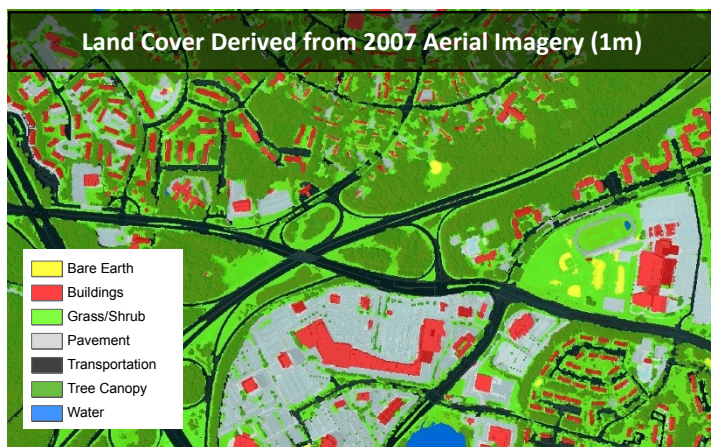 Land Cover Derived from 2007 Aerial Imagery (1m)
Bare Earth
Buildings
Grass/Shrub
Pavement
Transportation
Tree Canopy
Water